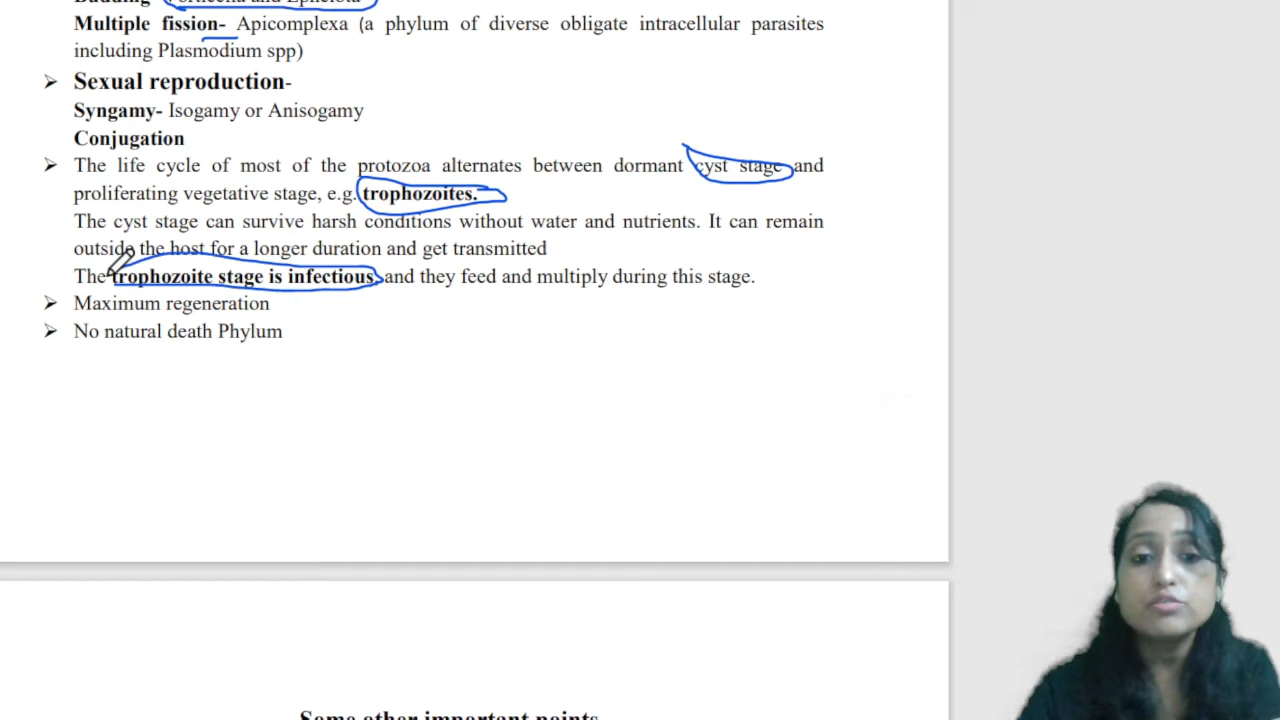 Multiple fission- Apicomplexa (a phylum of diverse obligate intracellular parasites
including Plasmodium spp)
➢ Sexual reproduction-
Syngamy- Isogamy or Anisogamy
Conjugation
➢ The life cycle of most of the protozoa alternates between dormant cyst stage and
proliferating vegetative stage, e.g. trophozoites.
The cyst stage can survive harsh conditions without water and nutrients. It can remain
outside the host for a longer duration and get transmitted
The trophozoite stage is infectious and they feed and multiply during this stage.
➢ Maximum regeneration
➢ No natural death Phylum
Some other important points